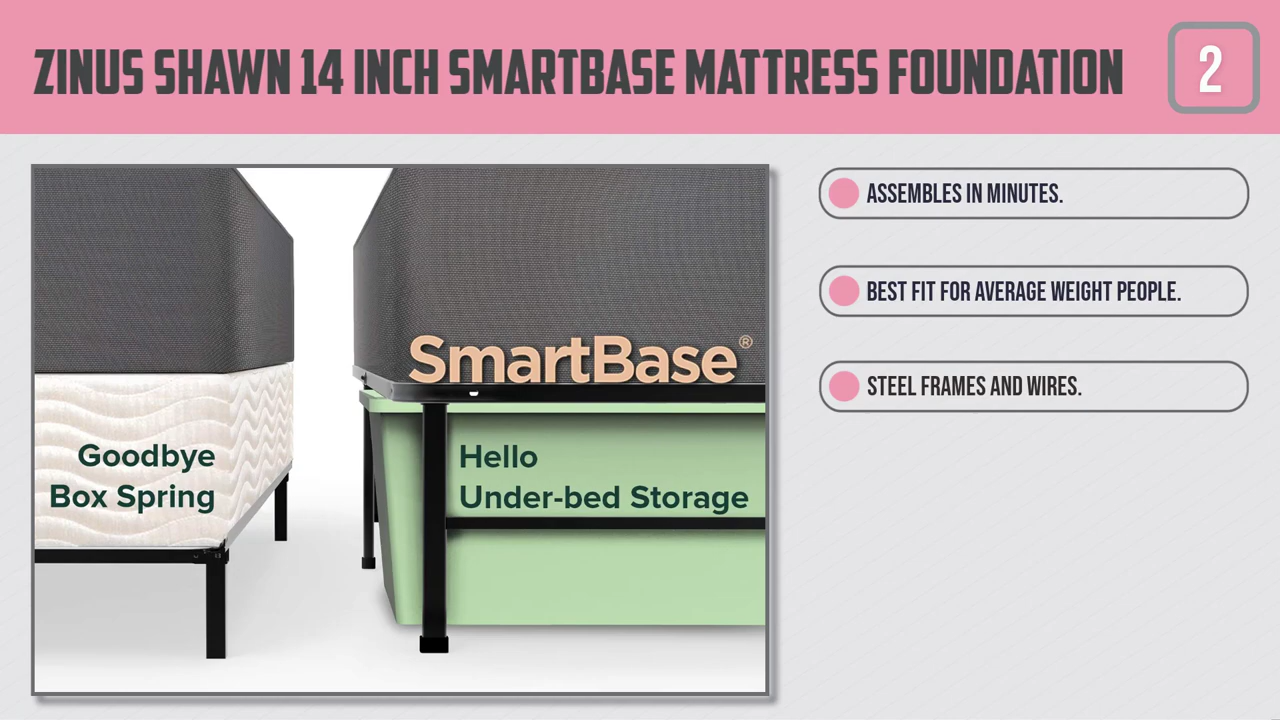 ZINUS SHAWN 14 INCH SMARTBASE MATTRESS FOUNDATION
2
ASSEMBLES IN MINUTES.
BEST FIT FOR AVERAGE WEIGHT PEOPLE.
STEEL FRAMES AND WIRES.
SmartBase®
Goodbye
Box Spring
Hello
Under-bed Storage